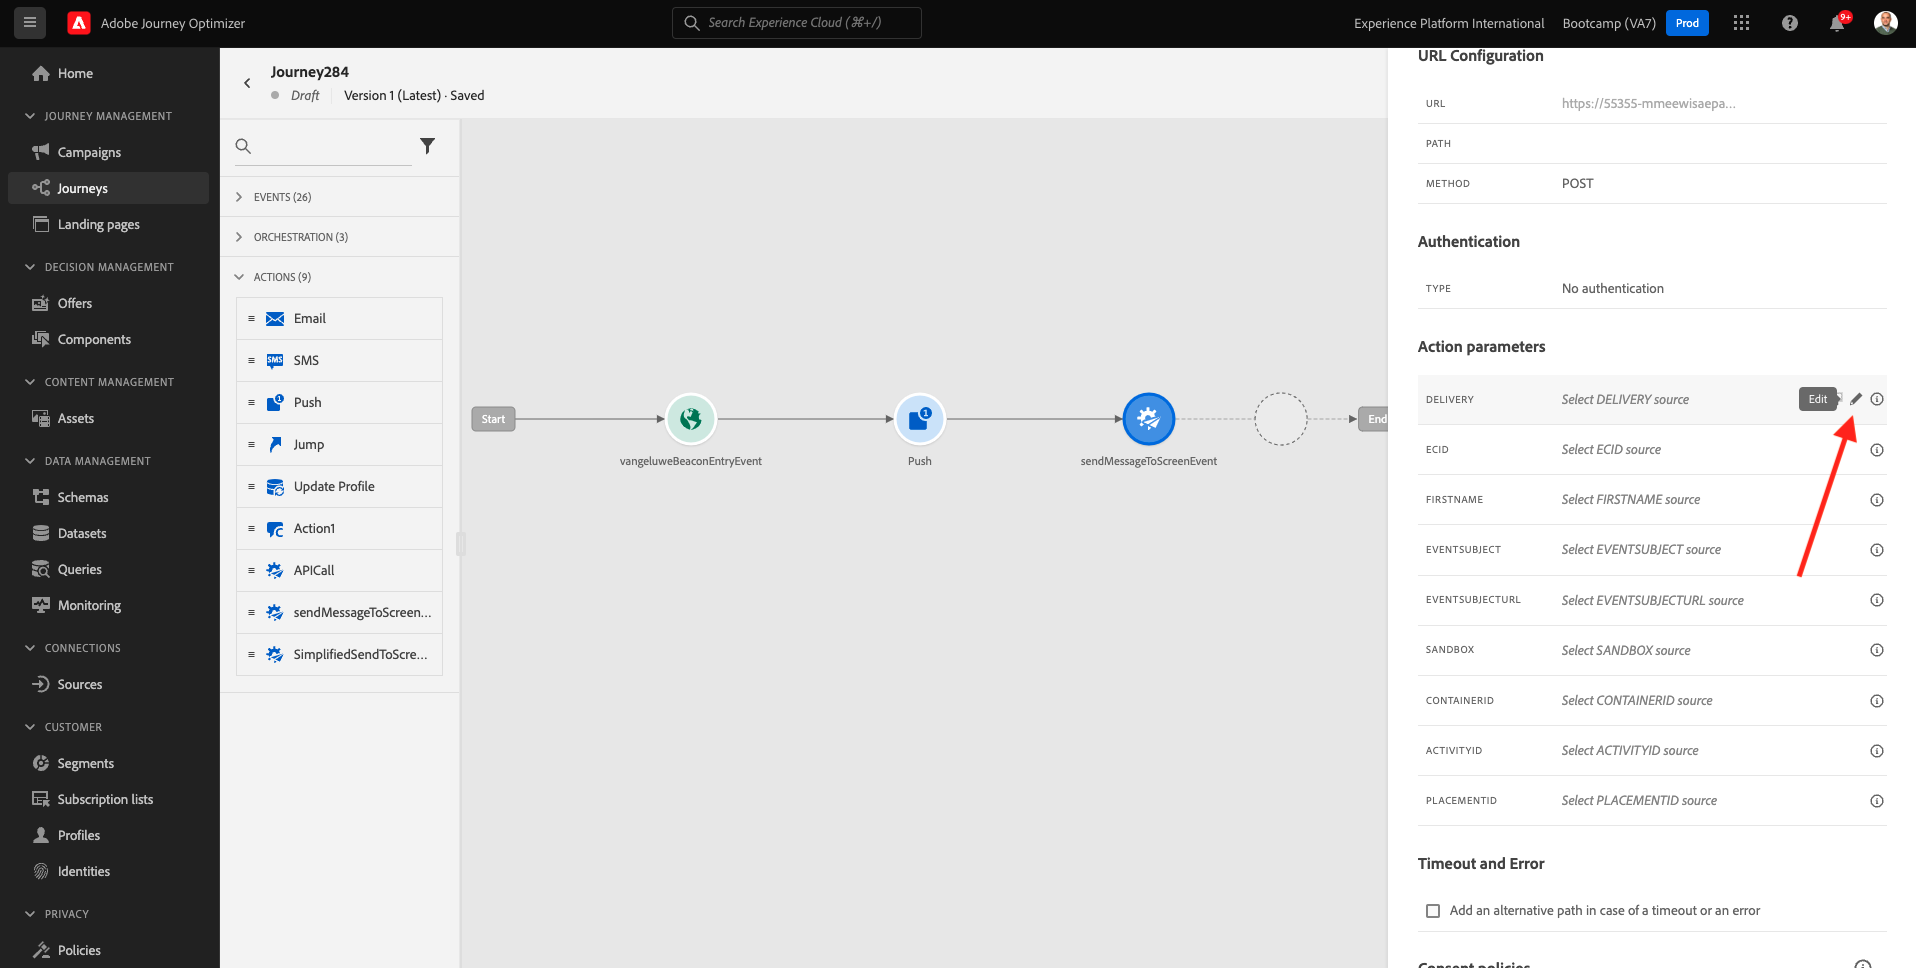 Adobe Journey Optimizer
Search Experience Cloud (⌘+/)
Experience Platform International
Bootcamp (VA7)
Prod
9+
Home
JOURNEY MANAGEMENT
Campaigns
Journeys
Landing pages
DECISION MANAGEMENT
Offers
Components
CONTENT MANAGEMENT
Assets
DATA MANAGEMENT
Schemas
Datasets
Queries
Monitoring
CONNECTIONS
Sources
CUSTOMER
Segments
Subscription lists
Profiles
Identities
PRIVACY
Policies
Journey284
Draft
Version 1 (Latest) · Saved
EVENTS (26)
ORCHESTRATION (3)
ACTIONS (9)
Email
SMS
SMS
1
Push
Jump
Update Profile
Action1
APICall
sendMessageToScreen...
SimplifiedSendToScre...
Start
vangeluweBeaconEntryEvent
1
Push
sendMessageToScreenEvent
End
URL Configuration
URL https://55355-mmeewisaepa...
PATH
METHOD POST
Authentication
TYPE No authentication
Action parameters
DELIVERY Select DELIVERY source Edit
ECID Select ECID source
FIRSTNAME Select FIRSTNAME source
EVENTSUBJECT Select EVENTSUBJECT source
EVENTSUBJECTURL Select EVENTSUBJECTURL source
SANDBOX Select SANDBOX source
CONTAINERID Select CONTAINERID source
ACTIVITYID Select ACTIVITYID source
PLACEMENTID Select PLACEMENTID source
Timeout and Error
Add an alternative path in case of a timeout or an error
Consent policies